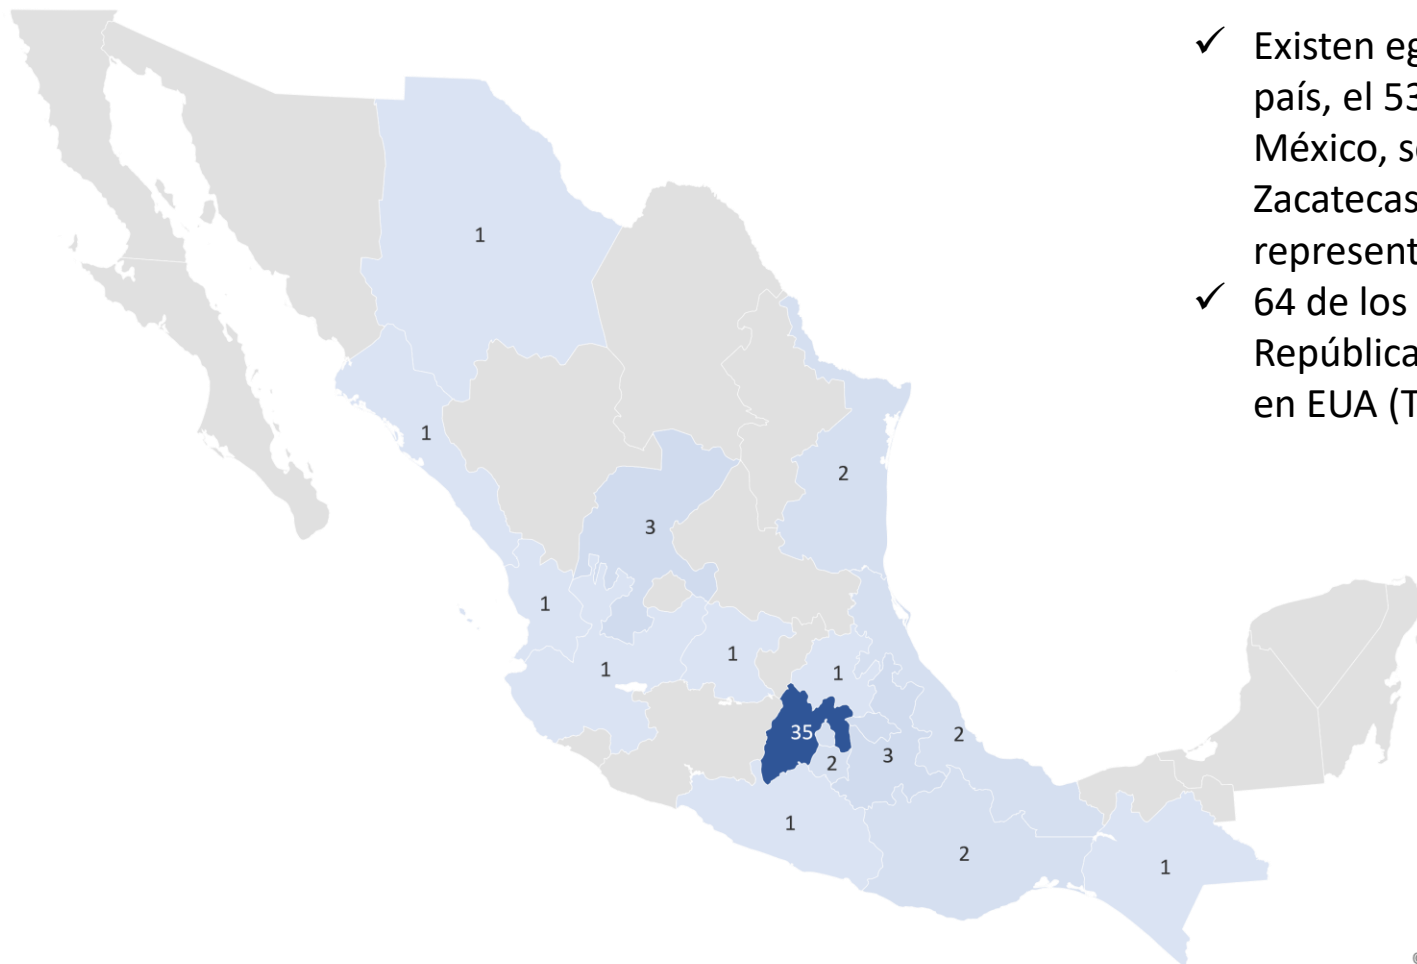 ✓ Existen eg
país, el 53
México, s
Zacatecas
represent
✓ 64 de los
República
en EUA (T
1
1
2
3
1
1
1
1
35
2
3
2
1
2
1